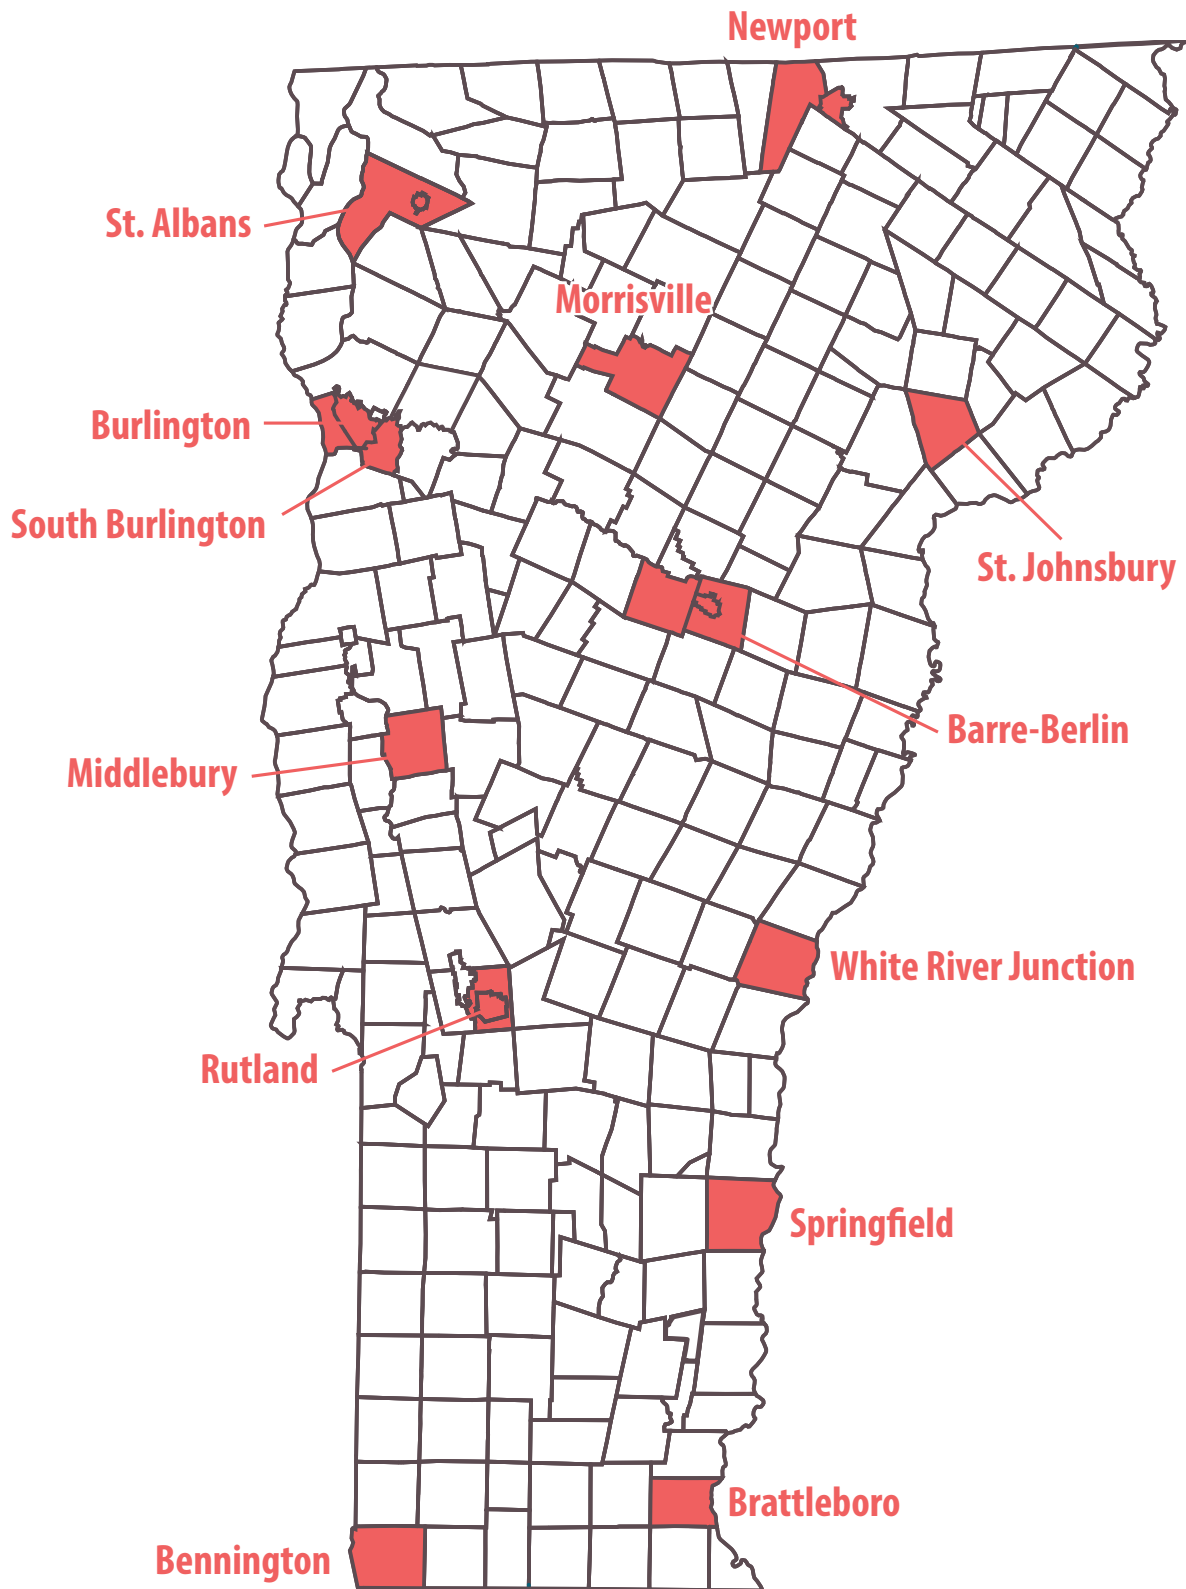 Newport
St. Albans
Morrisville
Burlington
South Burlington
St. Johnsbury
Barre-Berlin
Middlebury
White River Junction
Rutland
Springfield
Brattleboro
Bennington